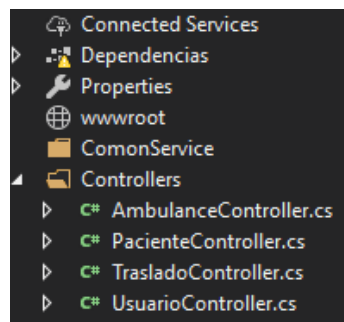 Connected Services
Dependencias
Properties
wwwroot
ComonService
Controllers
C# AmbulanceController.cs
C# PacienteController.cs
C# TrasladoController.cs
C# UsuarioController.cs